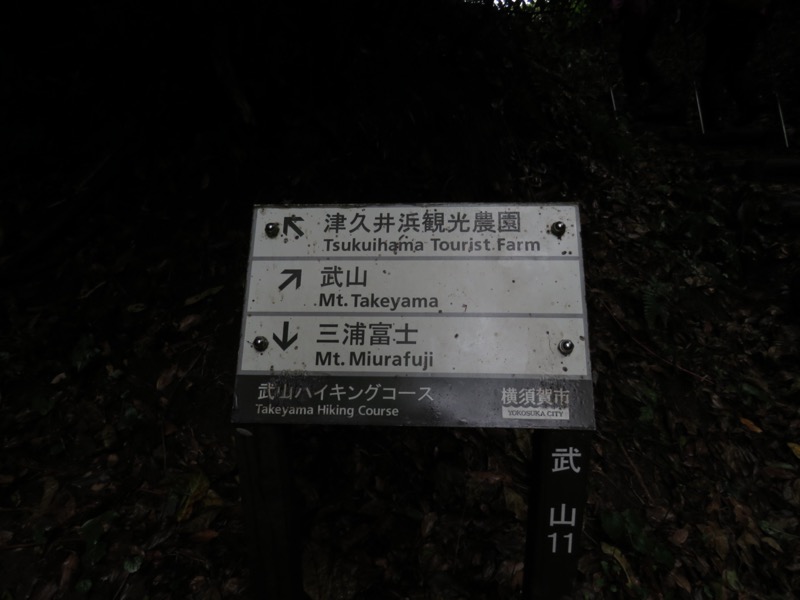 津久井浜観光農園
Tsukuihama Tourist Farm
武山
Mt. Takeyama
三浦富士
Mt. Miurafuji
武山ハイキングコース
Takeyama Hiking Course
横須賀市
YOKOSUKA CITY
武山
11